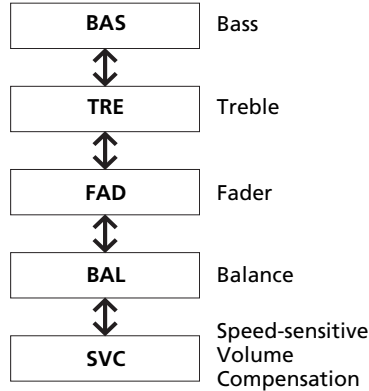 BAS Bass
TRE Treble
FAD Fader
BAL Balance
SVC Speed-sensitive
Volume
Compensation